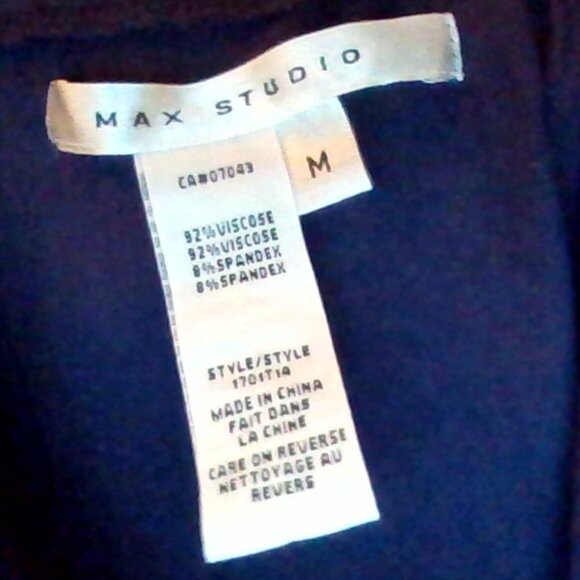 MAX STUDIO
M
CA#07043
92%VISCOSE
92%VISCOSE
8%SPANDEX
8%SPANDEX
STYLE/STYLE
1701T14
MADE IN CHINA
FAIT DANS
LA CHINE
CARE ON REVERSE
NETTOYAGE AU
REVERS